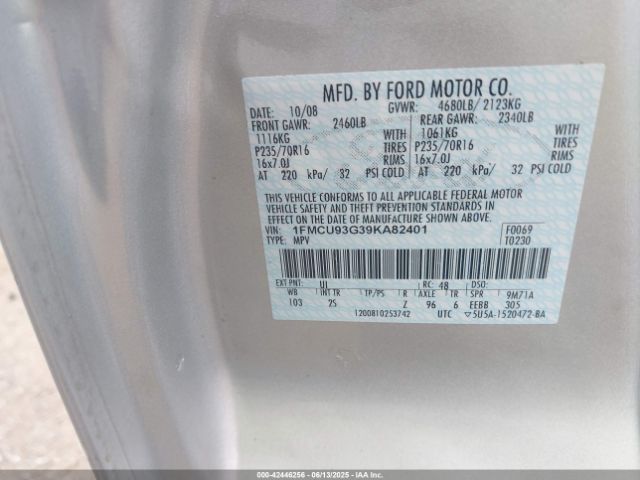 MFD. BY FORD MOTOR CO.
DATE: 10/08 GVWR: 4680LB/ 2123KG
FRONT GAWR: 2460LB REAR GAWR: 2340LB
1116KG WITH 1061KG WITH
P235/70R16 TIRES P235/70R16 TIRES
16x7.0J RIMS 16x7.0J RIMS
AT 220 kPa/ 32 PSI COLD AT 220 kPa/ 32 PSI COLD
THIS VEHICLE CONFORMS TO ALL APPLICABLE FEDERAL MOTOR
VEHICLE SAFETY AND THEFT PREVENTION STANDARDS IN
EFFECT ON THE DATE OF MANUFACTURE SHOWN ABOVE.
VIN: 1FMCU93G39KA82401 F0069
TYPE: MPV T0230
EXT PNT: UI RC: 48 DSO:
WB INT TR TP/PS R AXLE TR SPR 9M71A
103 2S Z 96 6 EEBB 305
1200810253742 UTC ▽5U5A-1520472-BA
000-42446256 | 06/13/2025 | IAAI.com